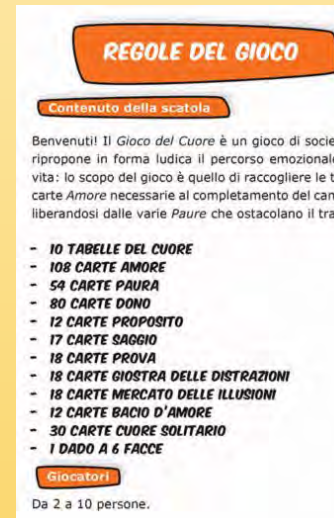 REGOLE DEL GIOCO
Contenuto della scatola
Benvenuti! Il Gioco del Cuore è un gioco di socie
ripropone in forma ludica il percorso emozionale
vita: lo scopo del gioco è quello di raccogliere le t
carte Amore necessarie al completamento del can
liberandosi dalle varie Paure che ostacolano il tra
- 10 TABELLE DEL CUORE
- 108 CARTE AMORE
- 54 CARTE PAURA
- 80 CARTE DONO
- 12 CARTE PROPOSITO
- 17 CARTE SAGGIO
- 18 CARTE PROVA
- 18 CARTE GIOSTRA DELLE DISTRAZIONI
- 18 CARTE MERCATO DELLE ILLUSIONI
- 12 CARTE BACIO D'AMORE
- 30 CARTE CUORE SOLITARIO
- 1 DADO A 6 FACCE
Giocatori
Da 2 a 10 persone.